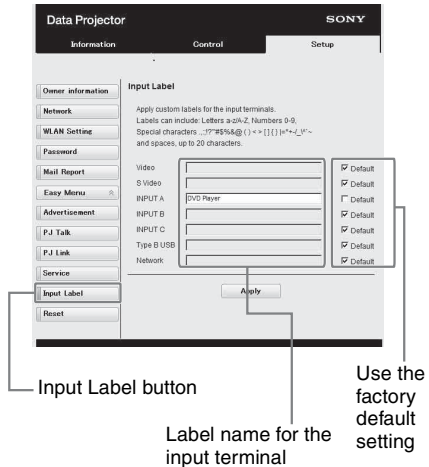 Data Projector
SONY
Information Control Setup
Owner information
Network
WLAN Setting
Password
Mail Report
Easy Menu
Advertisement
PJ Talk
PJ Link
Service
Input Label
Reset
Input Label
Apply custom labels for the input terminals.
Labels can include: Letters a-z/A-Z, Numbers 0-9,
and spaces, up to 20 characters.
Video Default
S Video Default
INPUT A DVD Player Default
INPUT B Default
INPUT C Default
Type B USB Default
Network Default
Apply
Input Label button
Label name for the
input terminal
Use the
factory
default
setting